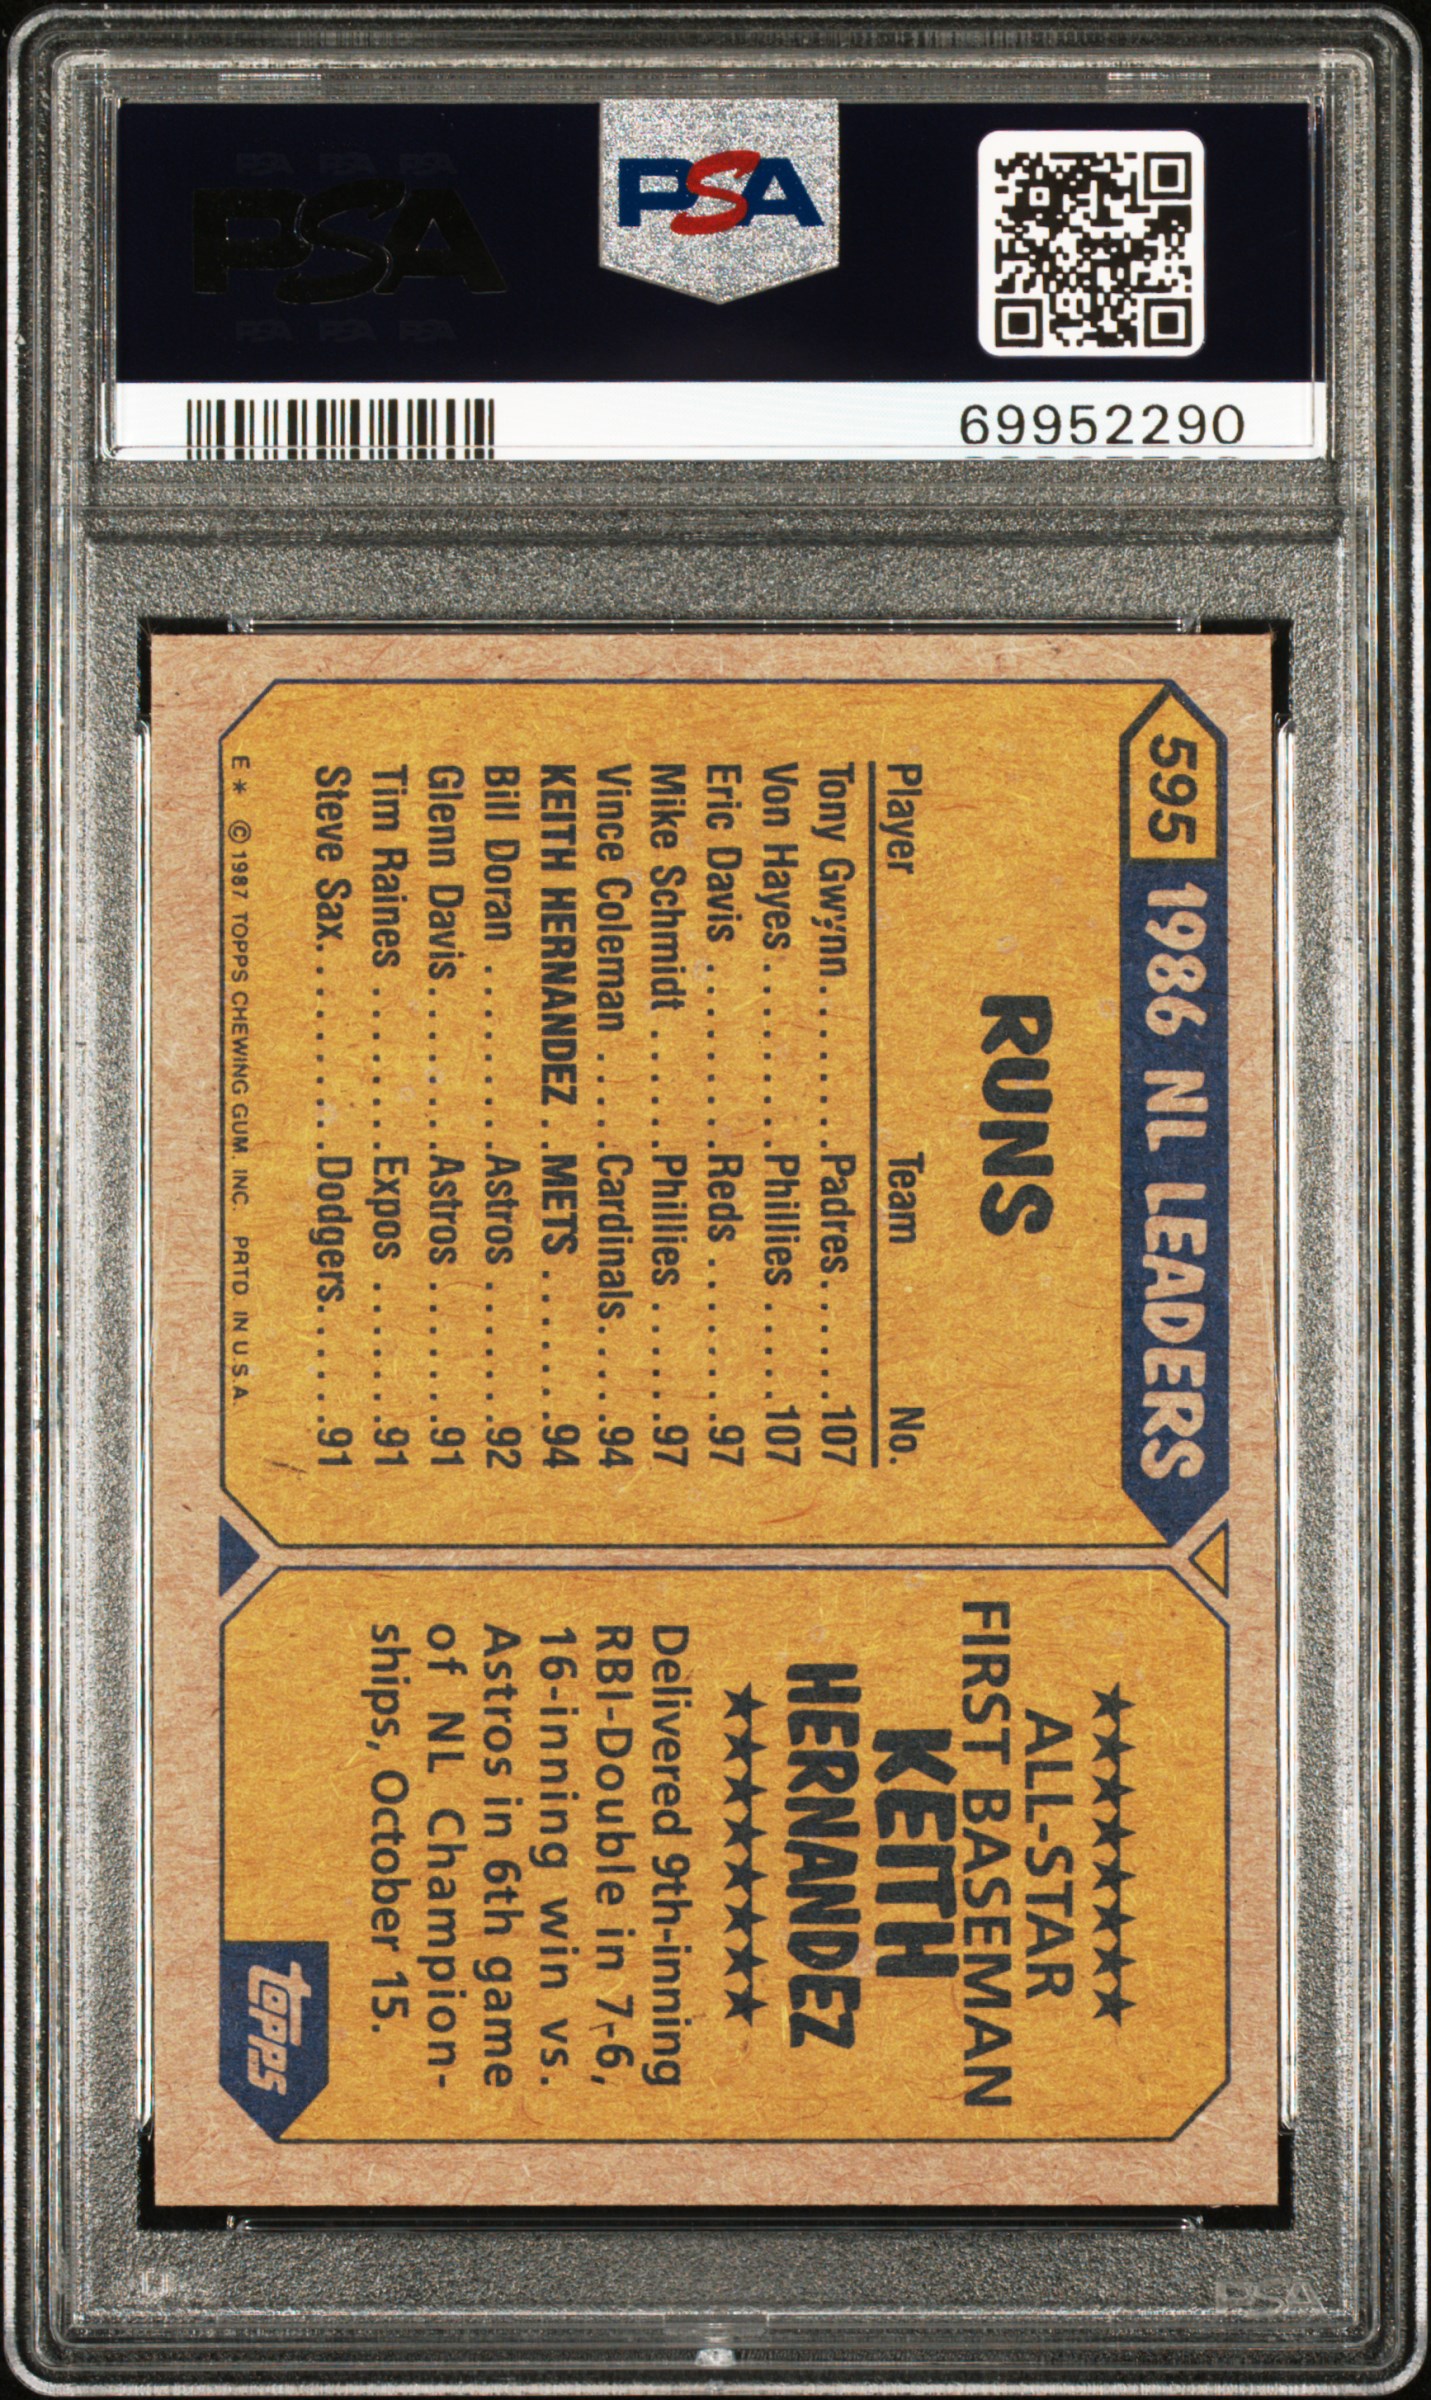 PSA
PSA
69952290
595 1986 NL LEADERS
RUNS
Player Team No.
Tony Gwynn........Padres......107
Von Hayes.........Phillies.....107
Eric Davis........Reds.......97
Mike Schmidt......Phillies.....97
Vince Coleman....Cardinals....94
KEITH HERNANDEZ..METS......94
Bill Doran........Astros......92
Glenn Davis.......Astros......91
Tim Raines.......Expos......91
Steve Sax.........Dodgers.....91
E* © 1987 TOPPS CHEWING GUM. INC. PRTD. IN U.S.A.
★★★★★★★★
ALL-STAR
FIRST BASEMAN
KEITH
HERNANDEZ
★★★★★★★★
Delivered 9th-inning
RBI-Double in 7-6,
16-inning win vs.
Astros in 6th game
of NL Champion-
ships, October 15.
topps
PSA